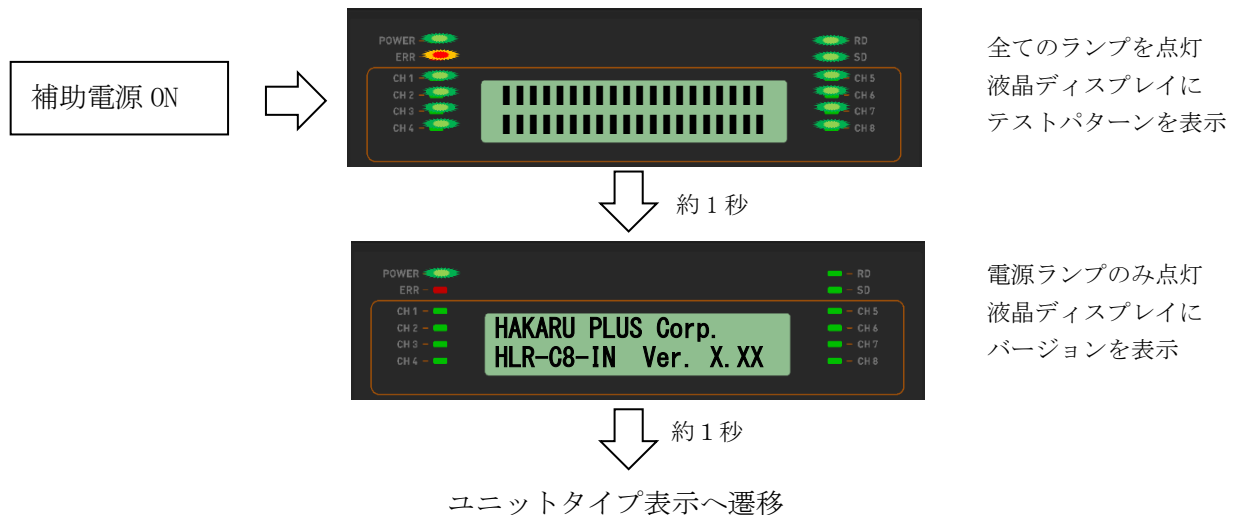 補助電源 ON
POWER
ERR
CH 1
CH 2
CH 3
CH 4
RD
SD
CH 5
CH 6
CH 7
CH 8
全てのランプを点灯
液晶ディスプレイに
テストパターンを表示
約1秒
POWER
ERR
CH 1
CH 2
CH 3
CH 4
HAKARU PLUS Corp.
HLR-C8-IN Ver. X.XX
RD
SD
CH 5
CH 6
CH 7
CH 8
電源ランプのみ点灯
液晶ディスプレイに
バージョンを表示
約1秒
ユニットタイプ表示へ遷移